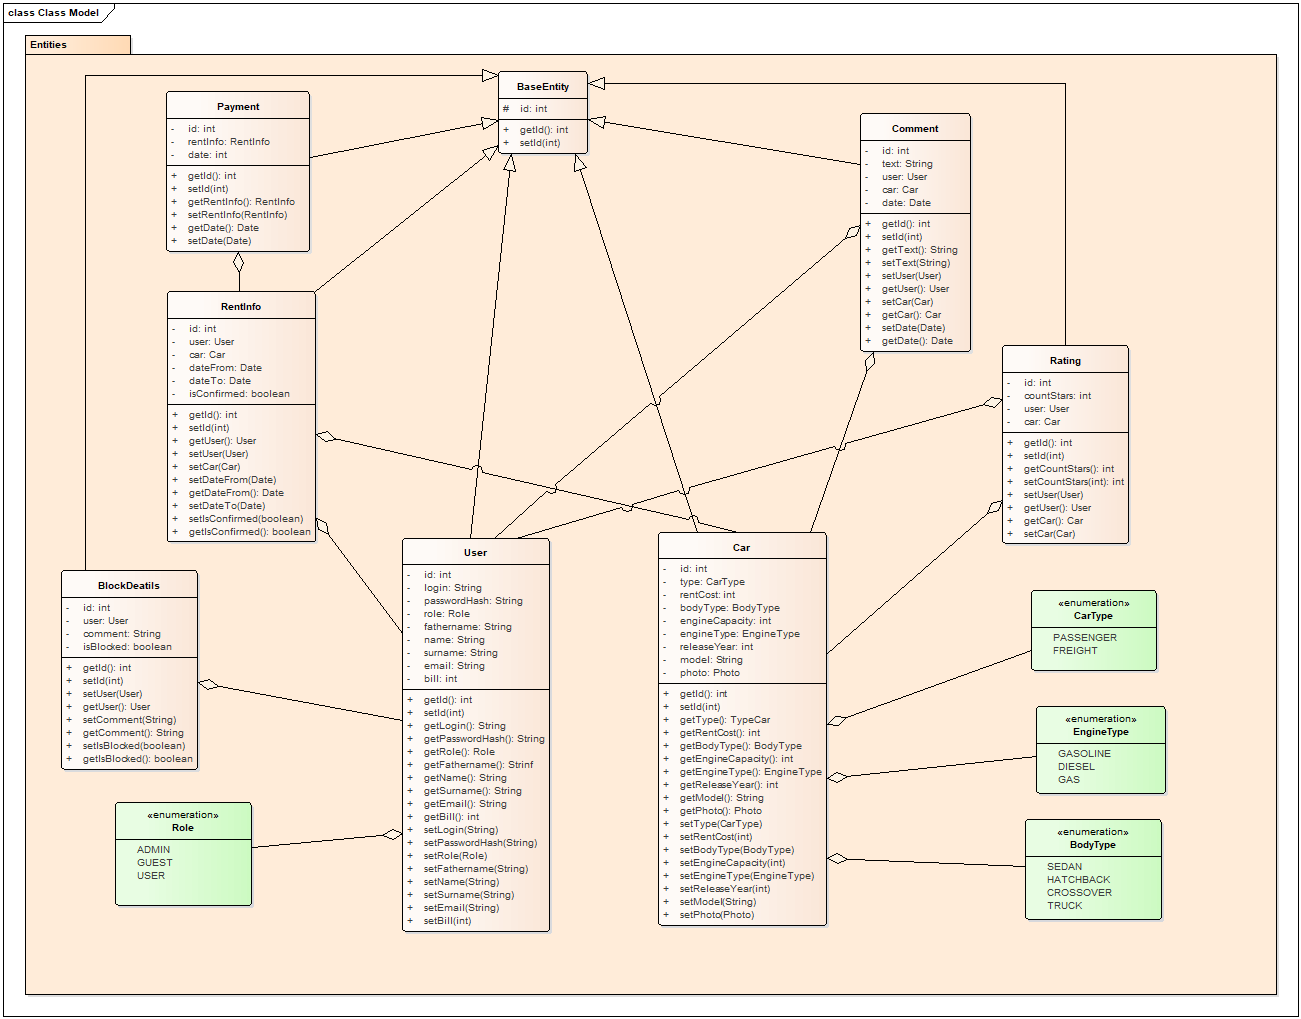 class Class Model
Entities
BaseEntity
# id: int
+ getId(): int
+ setId(int)
Payment
- id: int
- rentInfo: RentInfo
- date: int
+ getId(): int
+ setId(int)
+ getRentInfo(): RentInfo
+ setRentInfo(RentInfo)
+ getDate(): Date
+ setDate(Date)
Comment
- id: int
- text: String
- user: User
- car: Car
- date: Date
+ getId(): int
+ setId(int)
+ getText(): String
+ setText(String)
+ setUser(User)
+ getUser(): User
+ setCar(Car)
+ getCar(): Car
+ setDate(Date)
+ getDate(): Date
RentInfo
- id: int
- user: User
- car: Car
- dateFrom: Date
- dateTo: Date
- isConfirmed: boolean
+ getId(): int
+ setId(int)
+ getUser(): User
+ setUser(User)
+ setCar(Car)
+ setDateFrom(Date)
+ getDateFrom(): Date
+ setDateTo(Date)
+ setIsConfirmed(boolean)
+ getIsConfirmed(): boolean
Rating
- id: int
- countStars: int
- user: User
- car: Car
+ getId(): int
+ setId(int)
+ getCountStars(): int
+ setCountStars(int): int
+ setUser(User)
+ getUser(): User
+ getCar(): Car
+ setCar(Car)
BlockDeatils
- id: int
- user: User
- comment: String
- isBlocked: boolean
+ getId(): int
+ setId(int)
+ setUser(User)
+ getUser(): User
+ setComment(String)
+ getComment(): String
+ setIsBlocked(boolean)
+ getIsBlocked(): boolean
User
- id: int
- login: String
- passwordHash: String
- role: Role
- fathername: String
- name: String
- surname: String
- email: String
- bill: int
+ getId(): int
+ setId(int)
+ getLogin(): String
+ getPasswordHash(): String
+ getRole(): Role
+ getFathername(): Strinf
+ getName(): String
+ getSurname(): String
+ getEmail(): String
+ getBill(): int
+ setLogin(String)
+ setPasswordHash(String)
+ setRole(Role)
+ setFathername(String)
+ setName(String)
+ setSurname(String)
+ setEmail(String)
+ setBill(int)
Car
- id: int
- type: CarType
- rentCost: int
- bodyType: BodyType
- engineCapacity: int
- engineType: EngineType
- releaseYear: int
- model: String
- photo: Photo
+ getId(): int
+ setId(int)
+ getType(): TypeCar
+ getRentCost(): int
+ getBodyType(): BodyType
+ getEngineCapacity(): int
+ getEngineType(): EngineType
+ getReleaseYear(): int
+ getModel(): String
+ getPhoto(): Photo
+ setType(CarType)
+ setRentCost(int)
+ setBodyType(BodyType)
+ setEngineCapacity(int)
+ setEngineType(EngineType)
+ setReleaseYear(int)
+ setModel(String)
+ setPhoto(Photo)
«enumeration»
CarType
PASSENGER
FREIGHT
«enumeration»
EngineType
GASOLINE
DIESEL
GAS
«enumeration»
BodyType
SEDAN
HATCHBACK
CROSSOVER
TRUCK
«enumeration»
Role
ADMIN
GUEST
USER